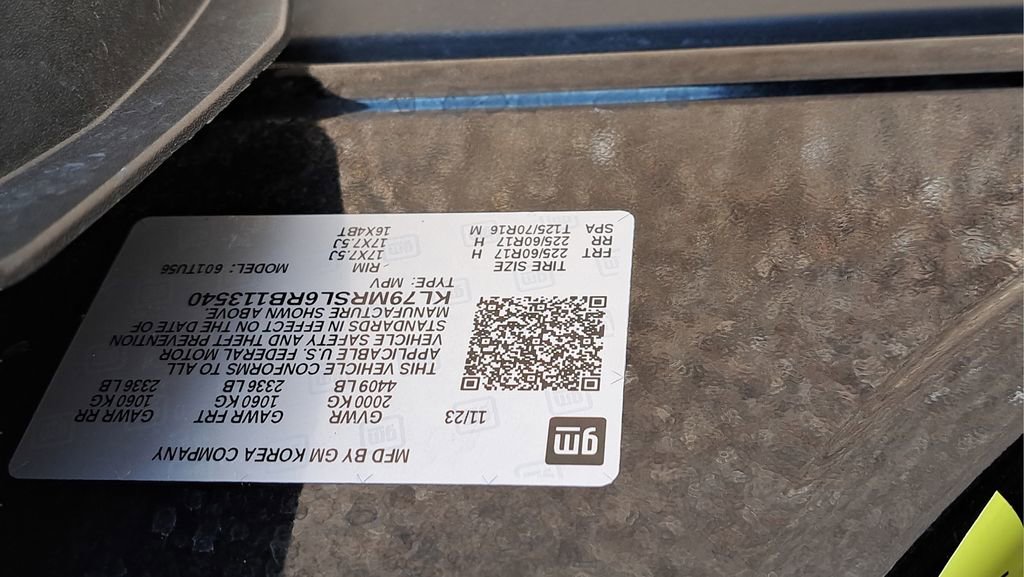 gm
MFD BY GM KOREA COMPANY
11/23 GVWR GAWR FRT GAWR RR
2000 KG 1060 KG 1060 KG
4409 LB 2336 LB 2336 LB
THIS VEHICLE CONFORMS TO ALL
APPLICABLE U.S. FEDERAL MOTOR
VEHICLE SAFETY AND THEFT PREVENTION
STANDARDS IN EFFECT ON THE DATE OF
MANUFACTURE SHOWN ABOVE.
KL79MRSL6RB113540
TYPE: MPV
TIRE SIZE RIM MODEL: 601TU56
FRT 225/60R17 H 17X7.5J
RR 225/60R17 H 17X7.5J
SPA T125/70R16 M 16X4BT